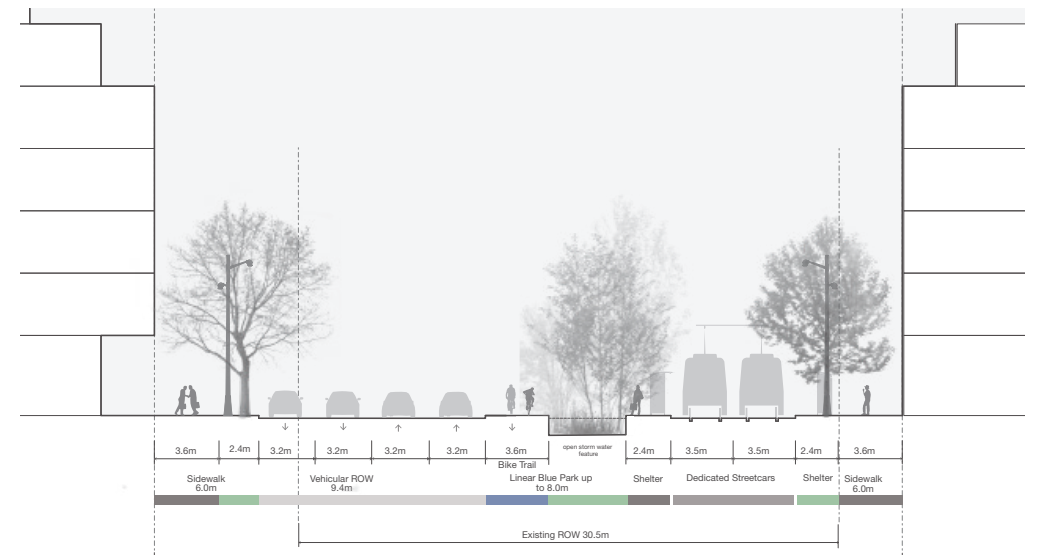 3.6m 2.4m 3.2m 3.2m 3.2m 3.2m 3.6m open storm water 2.4m 3.5m 3.5m 2.4m 3.6m
feature
Bike Trail
Sidewalk Vehicular ROW Linear Blue Park up Shelter Dedicated Streetcars Shelter Sidewalk
6.0m 9.4m to 8.0m 6.0m
Existing ROW 30.5m